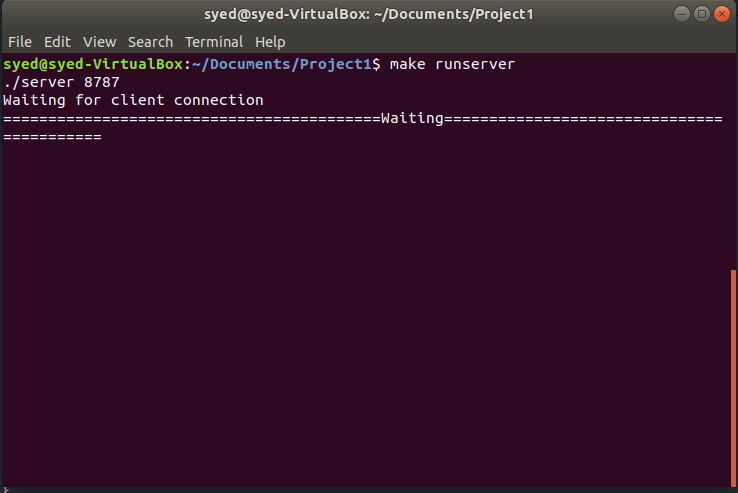 syed@syed-VirtualBox: ~/Documents/Project1
File Edit View Search Terminal Help
syed@syed-VirtualBox:~/Documents/Project1$ make runserver
./server 8787
Waiting for client connection
==========================================Waiting===============================
===========